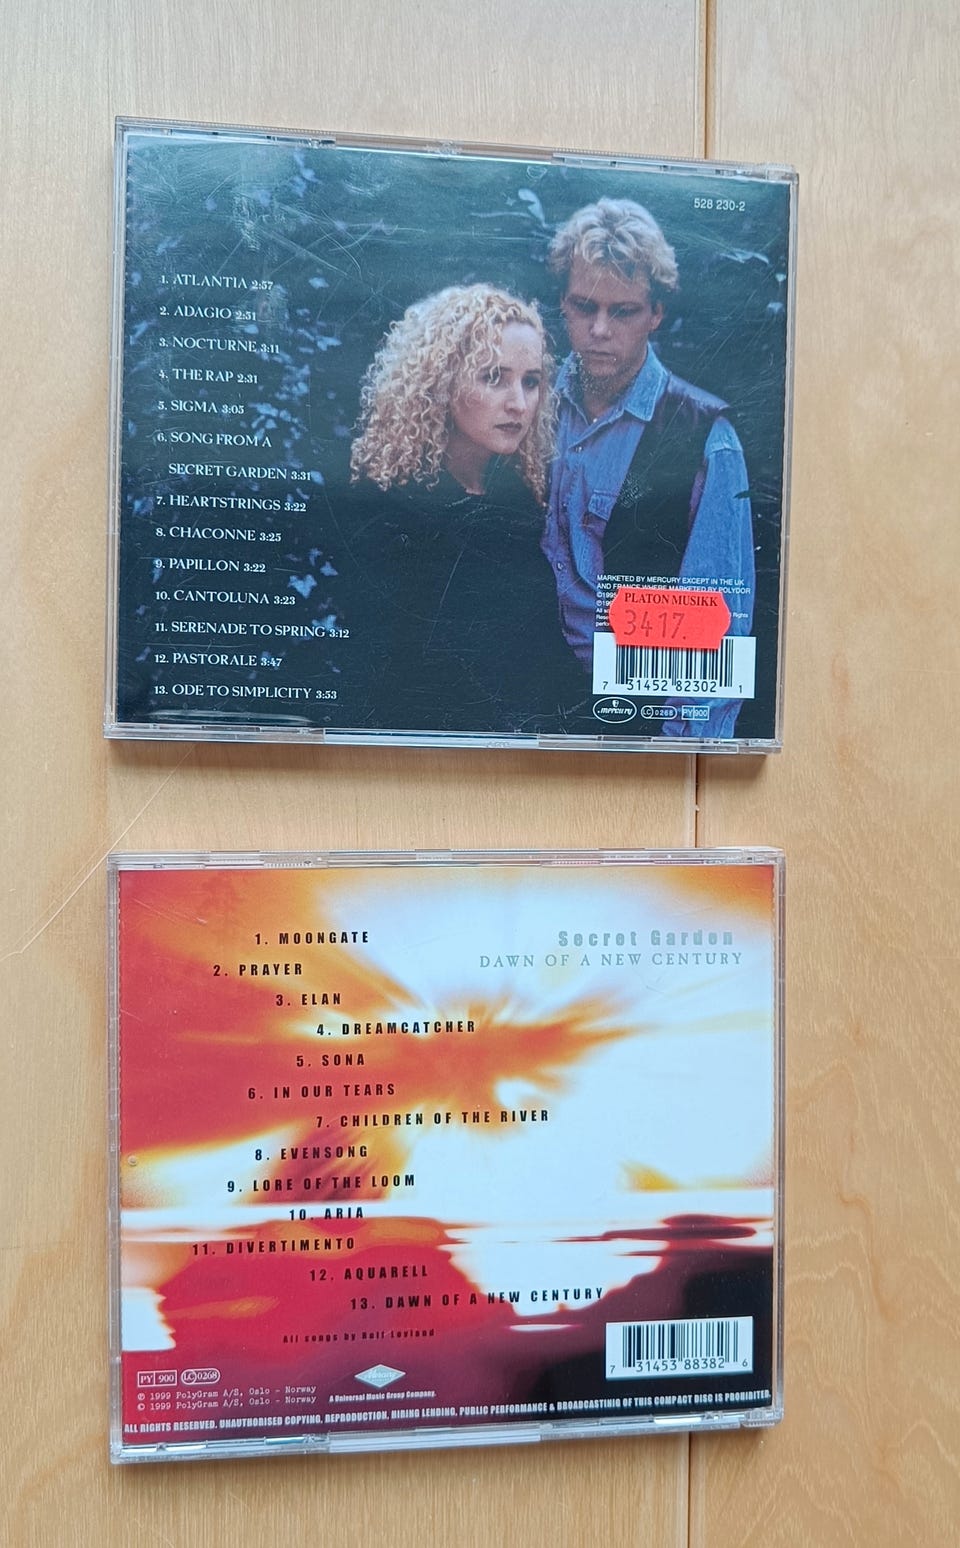 528 230-2
1. ATLANTIA 2:57
2. ADAGIO 2:51
3. NOCTURNE 3:11
4. THE RAP 2:31
5. SIGMA 3:05
6. SONG FROM A
SECRET GARDEN 3:31
7. HEARTSTRINGS 3:22
8. CHACONNE 3:25
9. PAPILLON 3:22
10. CANTOLUNA 3:23
11. SERENADE TO SPRING 3:12
12. PASTORALE 3:47
13. ODE TO SIMPLICITY 3:53
MARKETED BY MERCURY EXCEPT IN THE UK
AND FRANCE WHERE MARKETED BY POLYDOR
PLATON MUSIKK
3417.
7 31452 82302 1
mercury LC 0268 PY 900
Secret Garden
DAWN OF A NEW CENTURY
1. MOONGATE
2. PRAYER
3. ELAN
4. DREAMCATCHER
5. SONA
6. IN OUR TEARS
7. CHILDREN OF THE RIVER
8. EVENSONG
9. LORE OF THE LOOM
10. ARIA
11. DIVERTIMENTO
12. AQUARELL
13. DAWN OF A NEW CENTURY
All songs by Rolf Lovland
7 31453 88382 6
PY 900 LC 0268
Mercury
℗ 1999 PolyGram A/S, Oslo - Norway
© 1999 PolyGram A/S, Oslo - Norway
A Universal Music Group Company.
ALL RIGHTS RESERVED. UNAUTHORISED COPYING, REPRODUCTION, HIRING LENDING, PUBLIC PERFORMANCE & BROADCASTINIG OF THIS COMPACT DISC IS PROHIBITED.